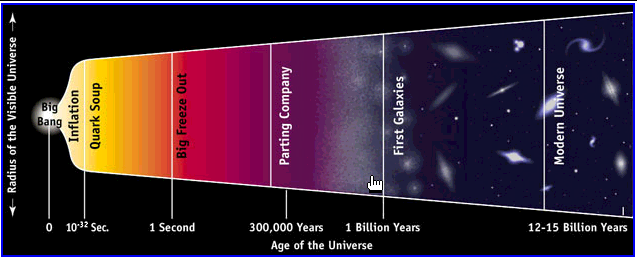 Radius of the Visible Universe
Big
Bang
Inflation
Quark Soup
Big Freeze Out
Parting Company
First Galaxies
Modern Universe
0
10-32 Sec.
1 Second
300,000 Years
1 Billion Years
12-15 Billion Years
Age of the Universe